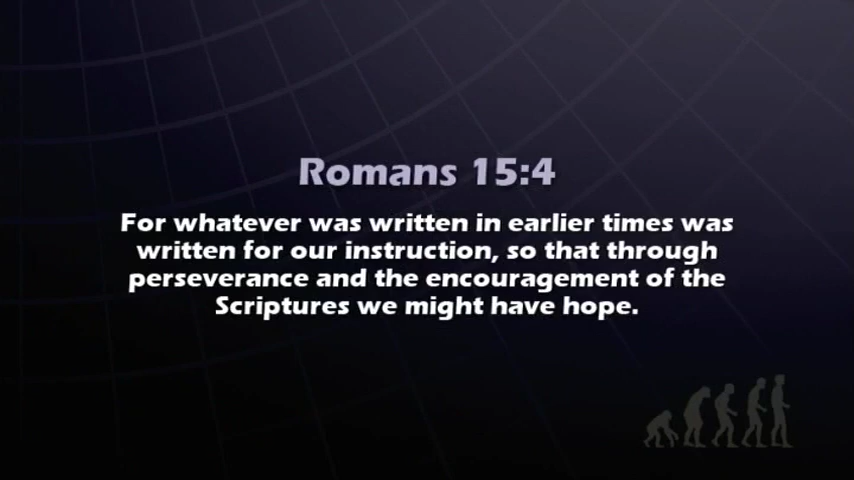 Romans 15:4
For whatever was written in earlier times was
written for our instruction, so that through
perseverance and the encouragement of the
Scriptures we might have hope.